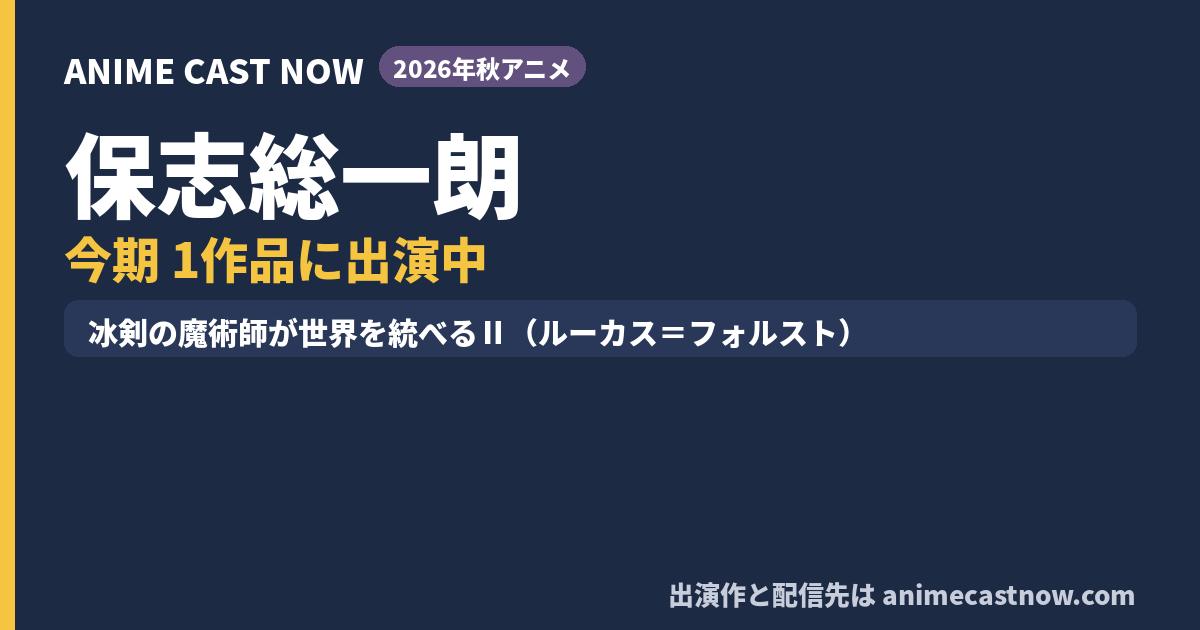 ANIME CAST NOW 2026年秋アニメ
保志総一朗
今期 1作品に出演中
冰剣の魔術師が世界を統べるⅡ（ルーカス＝フォルスト）
出演作と配信先は animecastnow.com